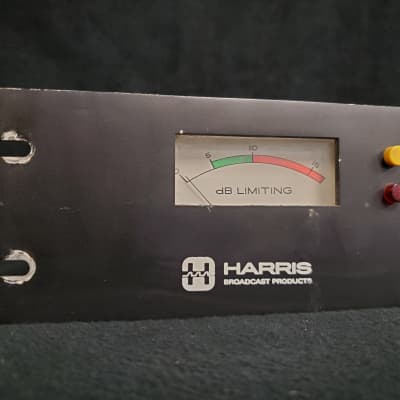 0 5 10 15
dB LIMITING
HARRIS
BROADCAST PRODUCTS